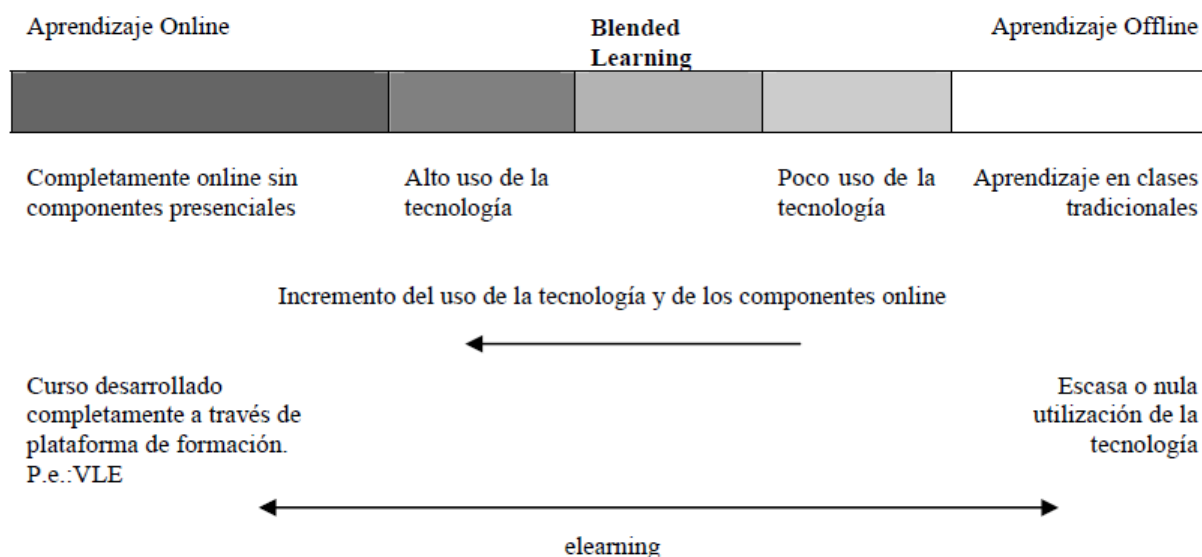 Aprendizaje Online
Blended
Learning
Aprendizaje Offline
Completamente online sin
componentes presenciales
Alto uso de la
tecnología
Poco uso de la
tecnología
Aprendizaje en clases
tradicionales
Incremento del uso de la tecnología y de los componentes online
Curso desarrollado
completamente a través de
plataforma de formación.
P.e.:VLE
Escasa o nula
utilización de la
tecnología
elearning